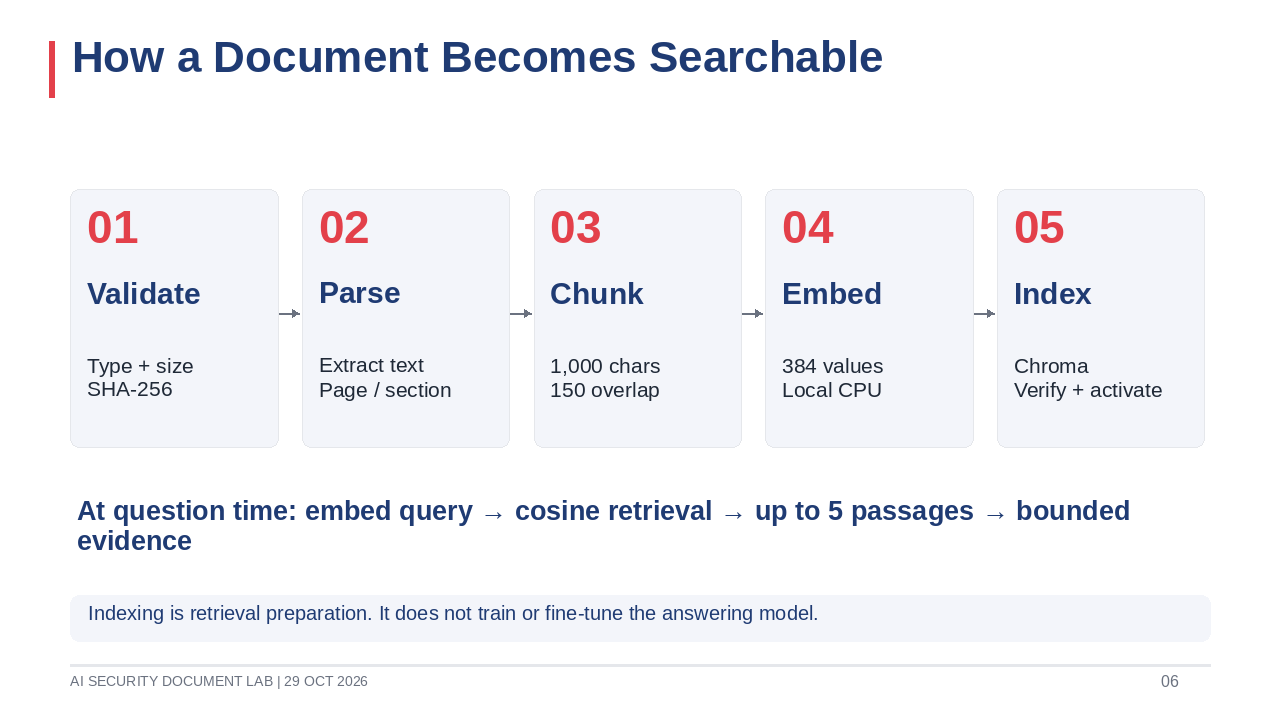 How a Document Becomes Searchable
01
Validate
Type + size
SHA-256
02
Parse
Extract text
Page / section
03
Chunk
1,000 chars
150 overlap
04
Embed
384 values
Local CPU
05
Index
Chroma
Verify + activate
At question time: embed query → cosine retrieval → up to 5 passages → bounded
evidence
Indexing is retrieval preparation. It does not train or fine-tune the answering model.
AI SECURITY DOCUMENT LAB | 29 OCT 2026
06